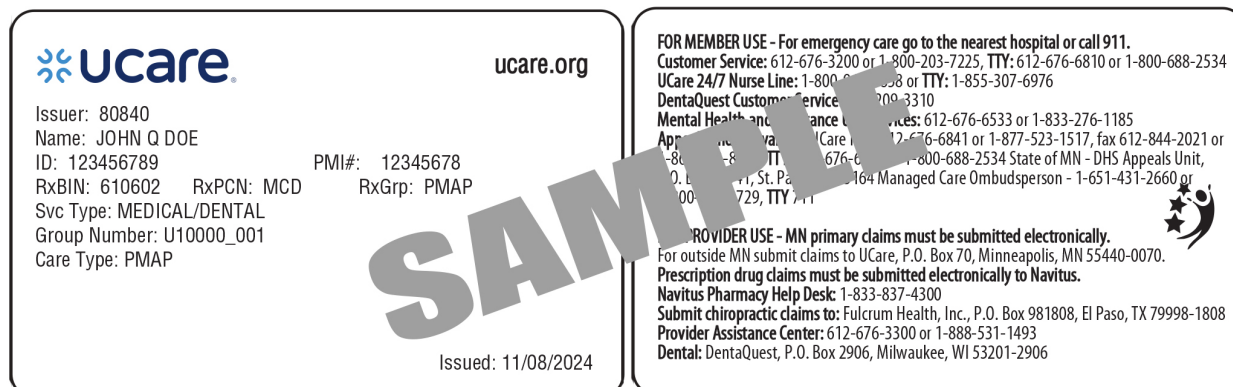 ucare.
ucare.org
Issuer: 80840
Name: JOHN Q DOE
ID: 123456789 PMI#: 12345678
RxBIN: 610602 RxPCN: MCD RxGrp: PMAP
Svc Type: MEDICAL/DENTAL
Group Number: U10000_001
Care Type: PMAP
Issued: 11/08/2024
SAMPLE
FOR MEMBER USE - For emergency care go to the nearest hospital or call 911.
Customer Service: 612-676-3200 or 1-800-203-7225, TTY: 612-676-6810 or 1-800-688-2534
UCare 24/7 Nurse Line: or TTY: 1-855-307-6976
DentaQuest Customer Service
Mental Health and 612-676-6533 or 1-833-276-1185
612-676-6841 or 1-877-523-1517, fax 612-844-2021 or
1-800-688-2534 State of MN - DHS Appeals Unit,
St. Managed Care Ombudsperson - 1-651-431-2660 or
TTY
PROVIDER USE - MN primary claims must be submitted electronically.
For outside MN submit claims to UCare, P.O. Box 70, Minneapolis, MN 55440-0070.
Prescription drug claims must be submitted electronically to Navitus.
Navitus Pharmacy Help Desk: 1-833-837-4300
Submit chiropractic claims to: Fulcrum Health, Inc., P.O. Box 981808, El Paso, TX 79998-1808
Provider Assistance Center: 612-676-3300 or 1-888-531-1493
Dental: DentaQuest, P.O. Box 2906, Milwaukee, WI 53201-2906